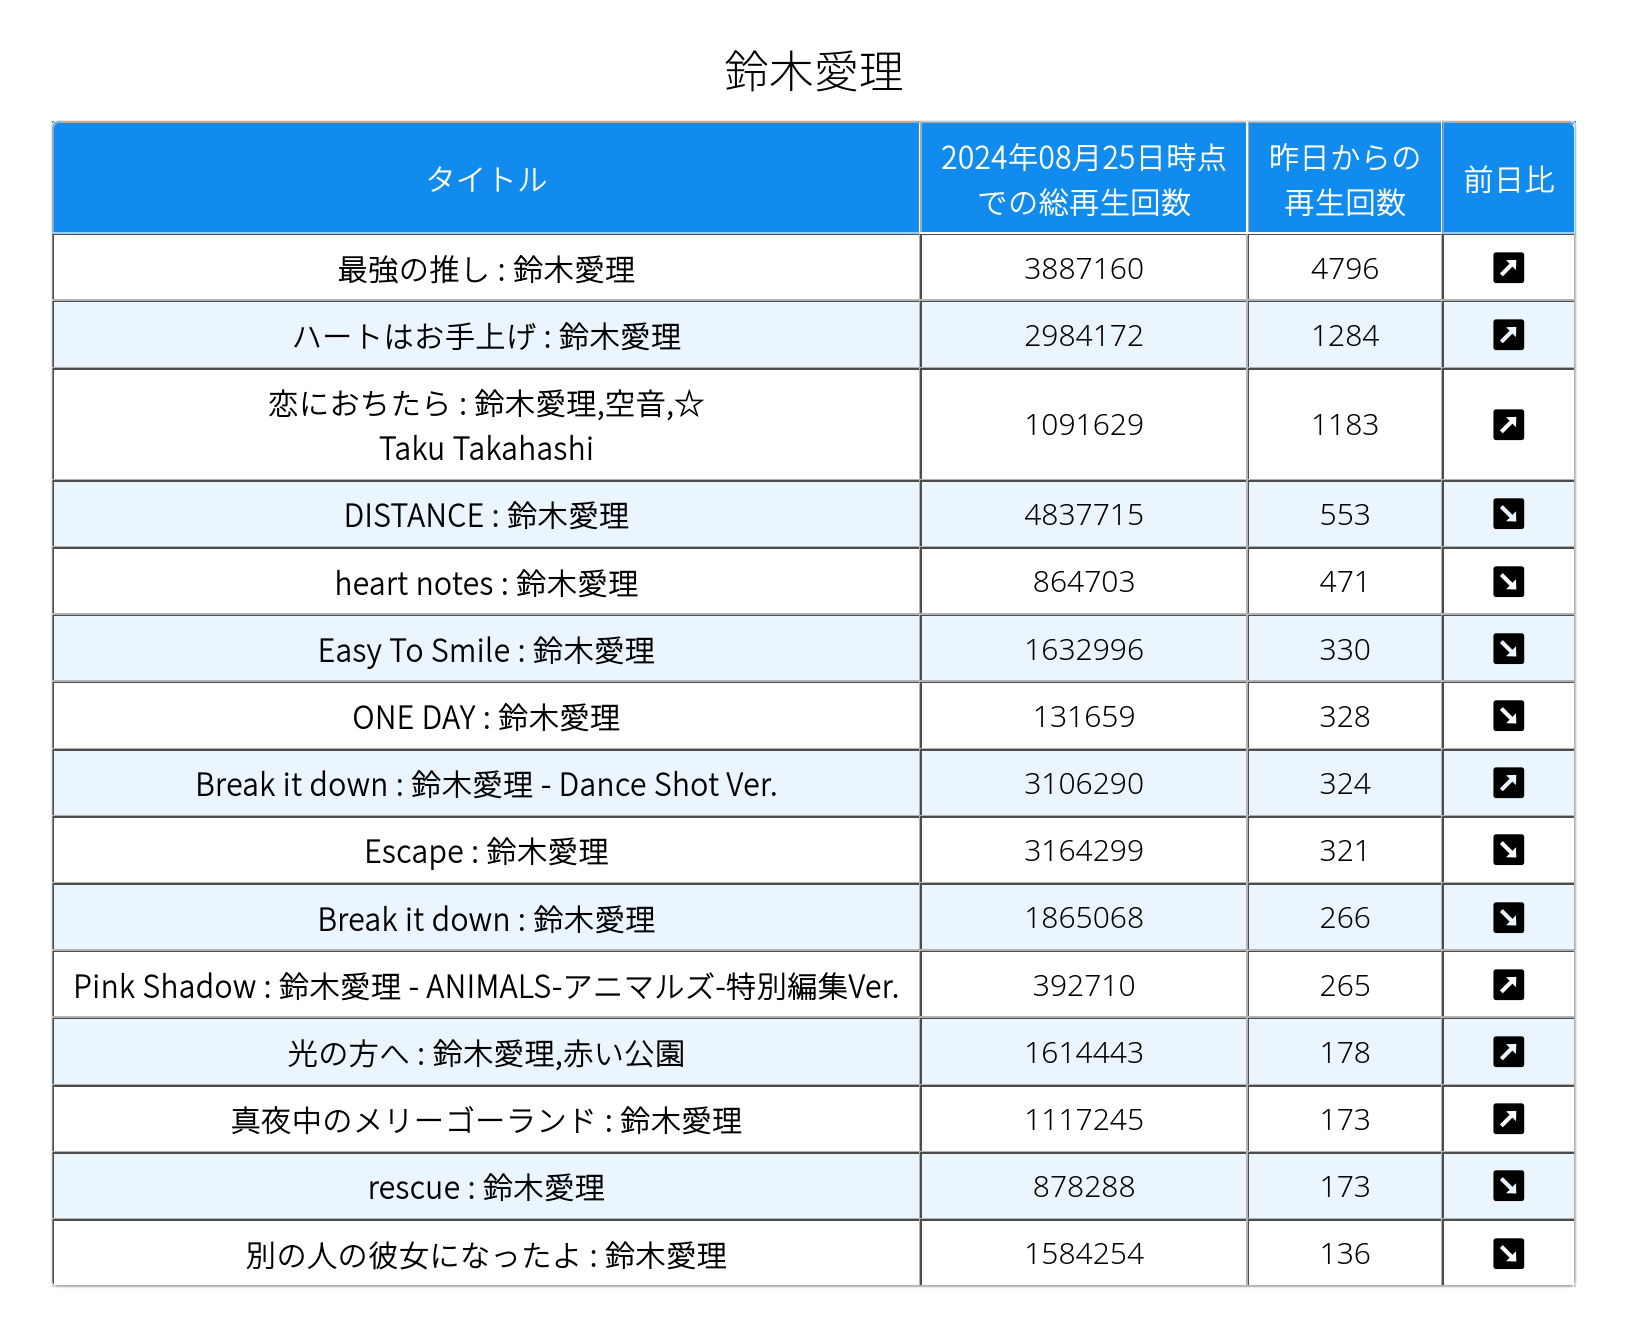 鈴木愛理
タイトル
2024年08月25日時点
での総再生回数
昨日からの
再生回数
前日比
最強の推し : 鈴木愛理 3887160 4796
ハートはお手上げ : 鈴木愛理 2984172 1284
恋におちたら : 鈴木愛理,空音,☆
Taku Takahashi
1091629 1183
DISTANCE : 鈴木愛理 4837715 553
heart notes : 鈴木愛理 864703 471
Easy To Smile : 鈴木愛理 1632996 330
ONE DAY : 鈴木愛理 131659 328
Break it down : 鈴木愛理 - Dance Shot Ver. 3106290 324
Escape : 鈴木愛理 3164299 321
Break it down : 鈴木愛理 1865068 266
Pink Shadow : 鈴木愛理 - ANIMALS-アニマルズ-特別編集Ver. 392710 265
光の方へ : 鈴木愛理,赤い公園 1614443 178
真夜中のメリーゴーランド : 鈴木愛理 1117245 173
rescue : 鈴木愛理 878288 173
別の人の彼女になったよ : 鈴木愛理 1584254 136